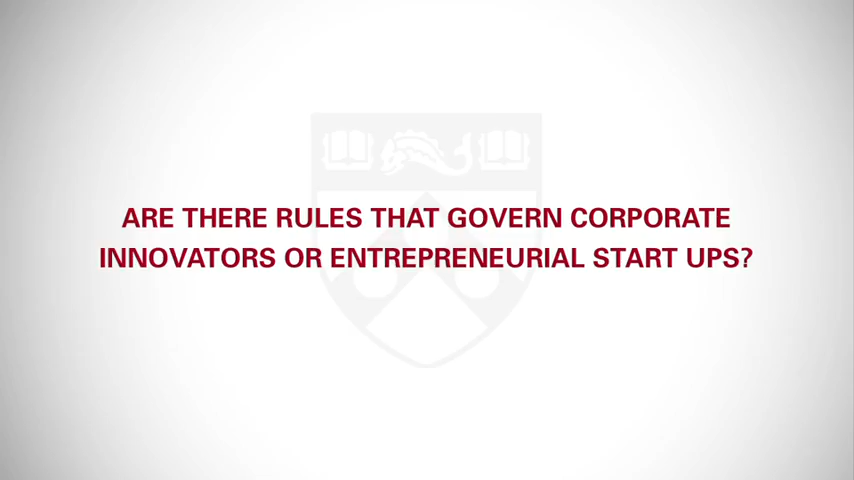 ARE THERE RULES THAT GOVERN CORPORATE
INNOVATORS OR ENTREPRENEURIAL START UPS?